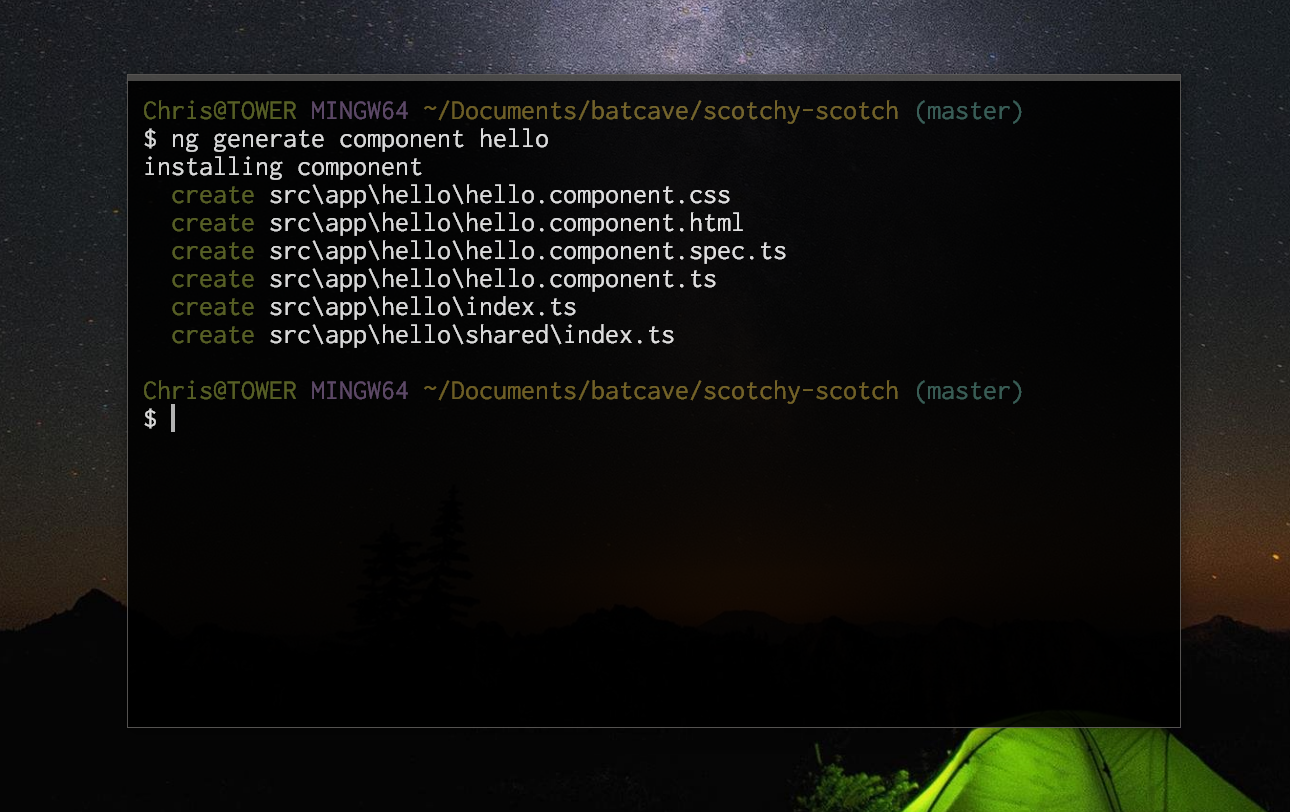 Chris@TOWER MINGW64 ~/Documents/batcave/scotchy-scotch (master)
$ ng generate component hello
installing component
  create src\app\hello\hello.component.css
  create src\app\hello\hello.component.html
  create src\app\hello\hello.component.spec.ts
  create src\app\hello\hello.component.ts
  create src\app\hello\index.ts
  create src\app\hello\shared\index.ts
Chris@TOWER MINGW64 ~/Documents/batcave/scotchy-scotch (master)
$